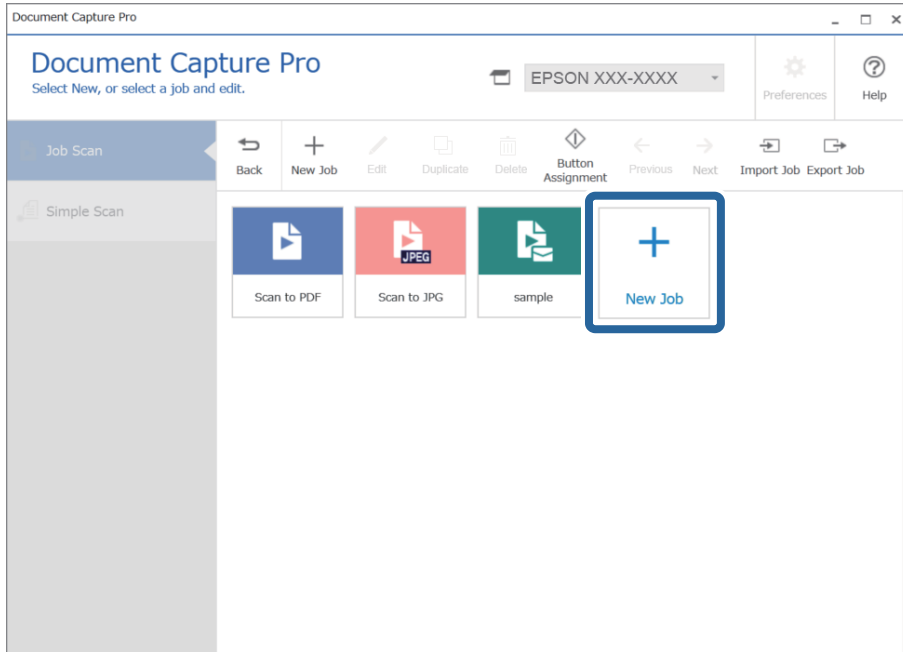 Document Capture Pro
Document Capture Pro
Select New, or select a job and edit.
EPSON XXX-XXXX
Preferences
Help
Job Scan
Simple Scan
Back
New Job
Edit
Duplicate
Delete
Button
Assignment
Previous
Next
Import Job
Export Job
JPEG
Scan to PDF
Scan to JPG
sample
New Job